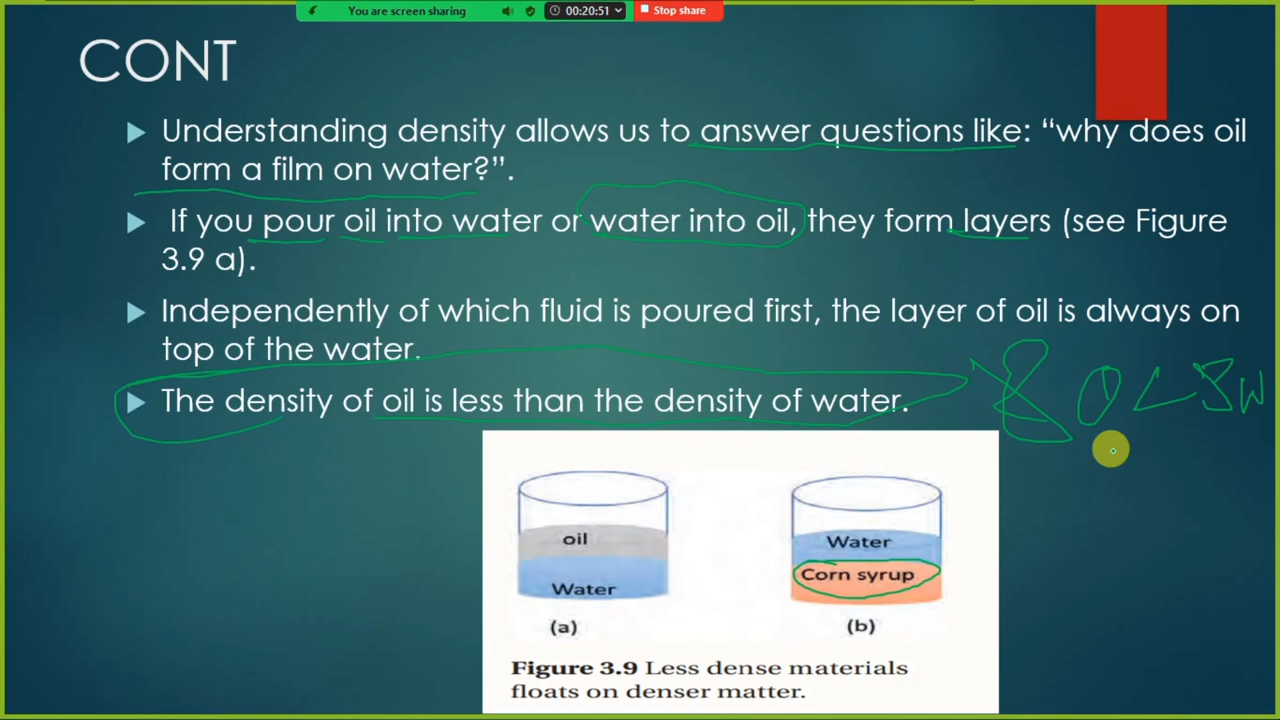 You are screen sharing 00:20:51 Stop share
CONT
Understanding density allows us to answer questions like: “why does oil
form a film on water?”.
If you pour oil into water or water into oil, they form layers (see Figure
3.9 a).
Independently of which fluid is poured first, the layer of oil is always on
top of the water.
The density of oil is less than the density of water.
oil
Water
(a)
Water
Corn syrup
(b)
Figure 3.9 Less dense materials
floats on denser matter.